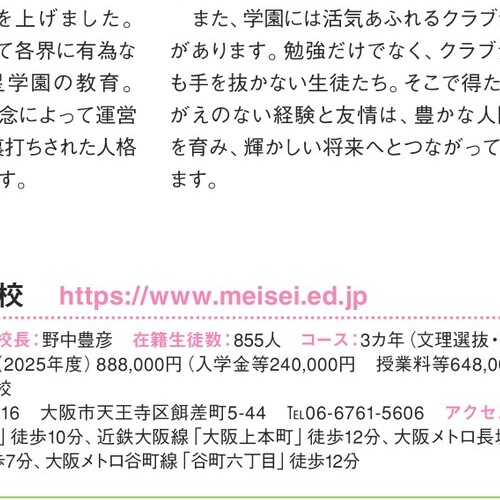 を上げました。
て各界に有為な
星学園の教育。
念によって運営
裏打ちされた人格
す。
また、学園には活気あふれるクラブ
があります。勉強だけでなく、クラブ
も手を抜かない生徒たち。そこで得た
がえのない経験と友情は、豊かな人
を育み、輝かしい将来へとつながって
ます。
校 https://www.meisei.ed.jp
校長:野中豊彦 在籍生徒数:855人 コース:3カ年(文理選抜・
(2025年度)888,000円(入学金等240,000円 授業料等648,0
校
16 大阪市天王寺区餌差町5-44 ℡06-6761-5606 アクセ
」徒歩10分、近鉄大阪線「大阪上本町」徒歩12分、大阪メトロ長
歩7分、大阪メトロ谷町線「谷町六丁目」徒歩12分